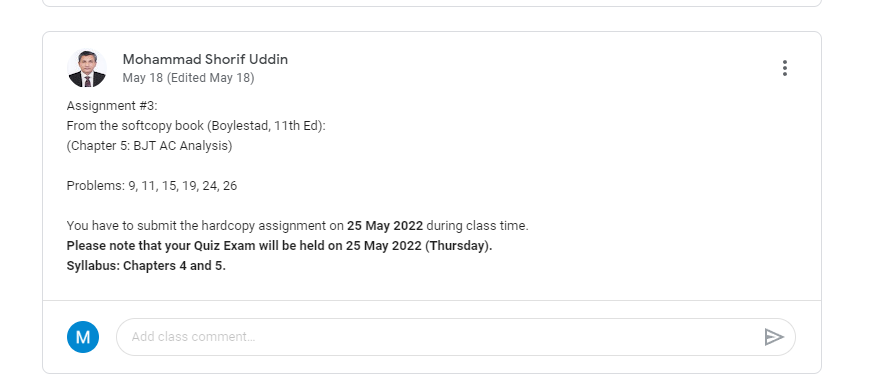 Mohammad Shorif Uddin
May 18 (Edited May 18)
Assignment #3:
From the softcopy book (Boylestad, 11th Ed):
(Chapter 5: BJT AC Analysis)
Problems: 9, 11, 15, 19, 24, 26
You have to submit the hardcopy assignment on 25 May 2022 during class time.
Please note that your Quiz Exam will be held on 25 May 2022 (Thursday).
Syllabus: Chapters 4 and 5.
M
Add class comment...